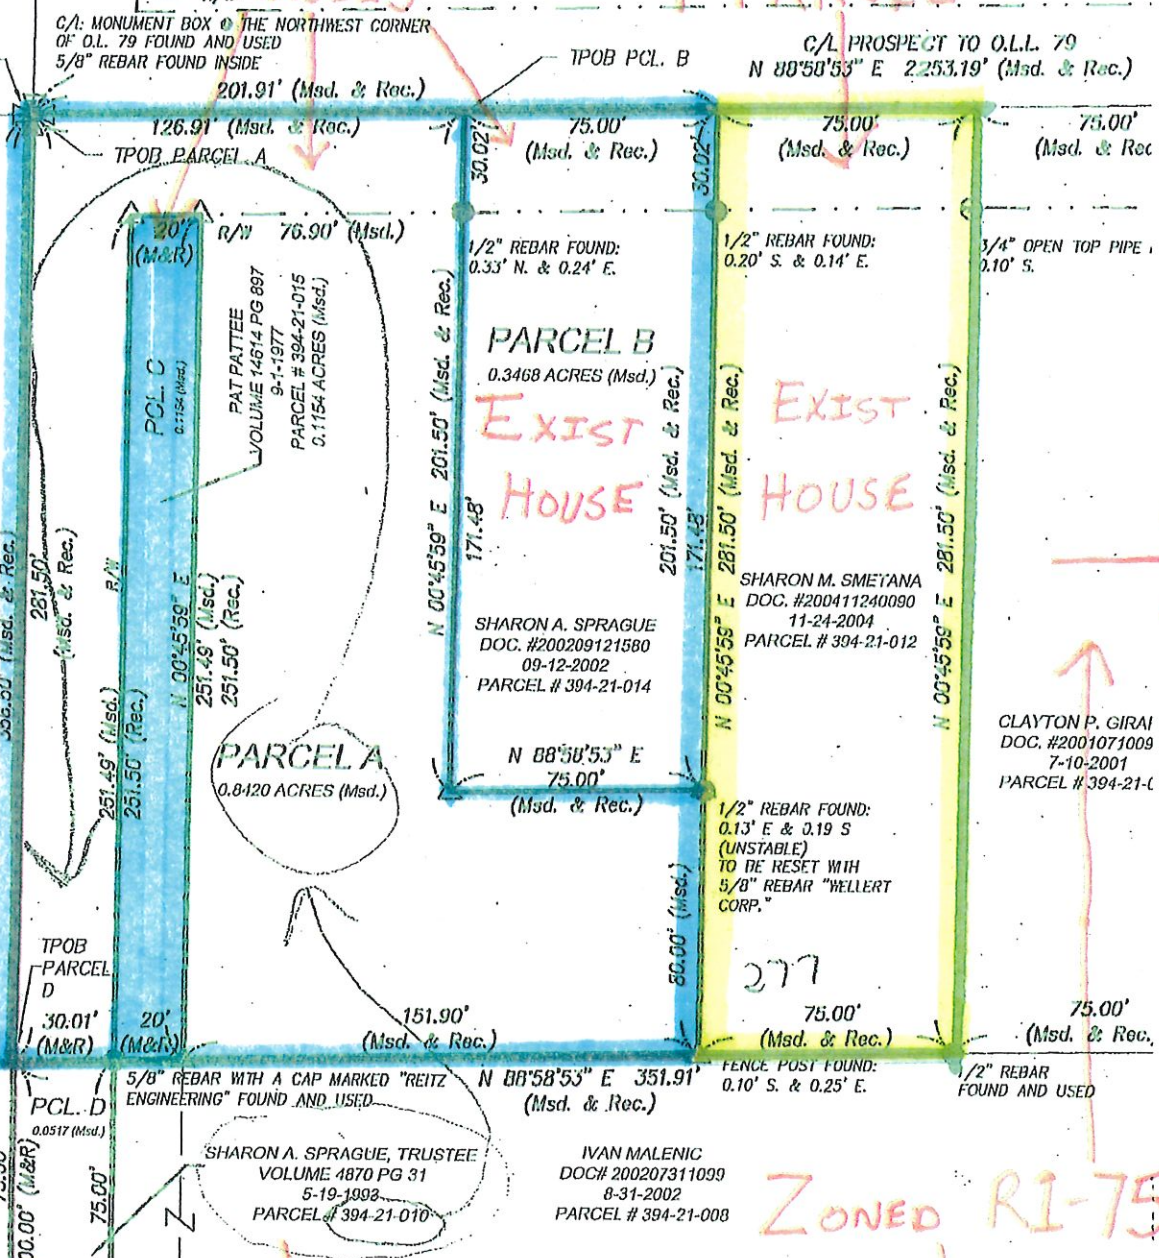 C/L PROSPECT TO O.L.L. 79
N 88°58'53" E 2253.19' (Msd. & Rec.)
C/L: MONUMENT BOX @ THE NORTHWEST CORNER
OF O.L. 79 FOUND AND USED
5/8" REBAR FOUND INSIDE
TPOB PCL. B
201.91' (Msd. & Rec.)
126.91' (Msd. & Rec.)
TPOB PARCEL A
75.00'
(Msd. & Rec.)
75.00'
(Msd. & Rec.)
75.00'
(Msd. & Rec
30.02'
30.02'
20'
(M&R)
R/W 76.90' (Msd.)
1/2" REBAR FOUND:
0.33' N. & 0.24' E.
1/2" REBAR FOUND:
0.20' S. & 0.14' E.
3/4" OPEN TOP PIPE
0.10' S.
PCL. C
0.1154 (Msd.)
PAT PATTEE
VOLUME 14614 PG 897
9-1-1977
PARCEL # 394-21-015
0.1154 ACRES (Msd.)
PARCEL B
0.3468 ACRES (Msd.)
EXIST
HOUSE
EXIST
HOUSE
N 00°45'59" E 201.50' (Msd. & Rec.)
171.48'
201.50' (Msd. & Rec.)
171.48'
N 00°45'59" E 281.50' (Msd. & Rec.)
N 00°45'59" E 281.50' (Msd. & Rec.)
(Msd. & Rec.)
281.50'
(Msd. & Rec.)
R/W
251.49' (Msd.)
251.50' (Rec.)
N 00°45'59" E
251.49' (Msd.)
251.50' (Rec.)
SHARON A. SPRAGUE
DOC. #200209121580
09-12-2002
PARCEL # 394-21-014
SHARON M. SMETANA
DOC. #200411240090
11-24-2004
PARCEL # 394-21-012
CLAYTON P. GIRA
DOC. #2001071009
7-10-2001
PARCEL # 394-21-0
PARCEL A
0.8420 ACRES (Msd.)
N 88°58'53" E
75.00'
(Msd. & Rec.)
1/2" REBAR FOUND:
0.13' E & 0.19 S
(UNSTABLE)
TO BE RESET WITH
5/8" REBAR "WELLERT
CORP."
80.00' (Msd.)
277
TPOB
PARCEL
D
30.01'
(M&R)
20'
(M&R)
151.90'
(Msd. & Rec.)
75.00'
(Msd. & Rec.)
75.00'
(Msd. & Rec.
5/8" REBAR WITH A CAP MARKED "REITZ
ENGINEERING" FOUND AND USED
N 88°58'53" E 351.91'
(Msd. & Rec.)
FENCE POST FOUND:
0.10' S. & 0.25' E.
1/2" REBAR
FOUND AND USED
PCL. D
0.0517 (Msd.)
75.00'
00.00' (M&R)
SHARON A. SPRAGUE, TRUSTEE
VOLUME 4870 PG 31
5-19-1998
PARCEL # 394-21-010
IVAN MALENIC
DOC# 200207311099
8-31-2002
PARCEL # 394-21-008
ZONED R1-75